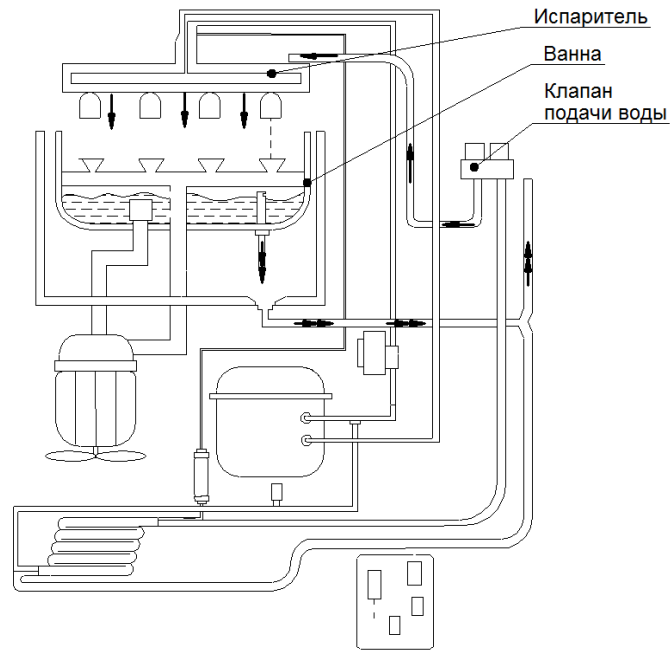 Испаритель
Ванна
Клапан
подачи воды